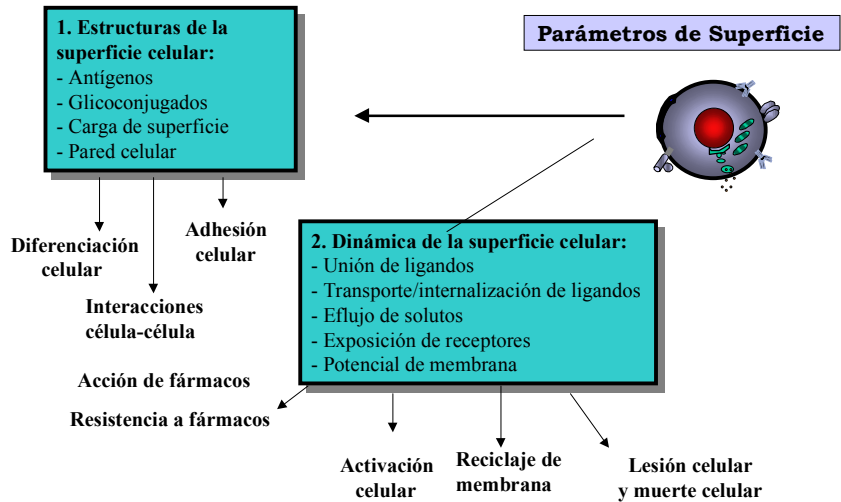 Parámetros de Superficie
1. Estructuras de la
superficie celular:
- Antígenos
- Glicoconjugados
- Carga de superficie
- Pared celular
Diferenciación
celular
Adhesión
celular
Interacciones
célula-célula
2. Dinámica de la superficie celular:
- Unión de ligandos
- Transporte/internalización de ligandos
- Eflujo de solutos
- Exposición de receptores
- Potencial de membrana
Acción de fármacos
Resistencia a fármacos
Activación
celular
Reciclaje de
membrana
Lesión celular
y muerte celular